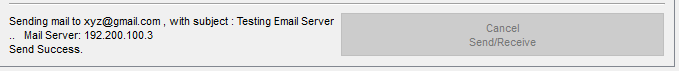 Sending mail to xyz@gmail.com , with subject : Testing Email Server
..   Mail Server: 192.200.100.3
Send Success.
Cancel
Send/Receive